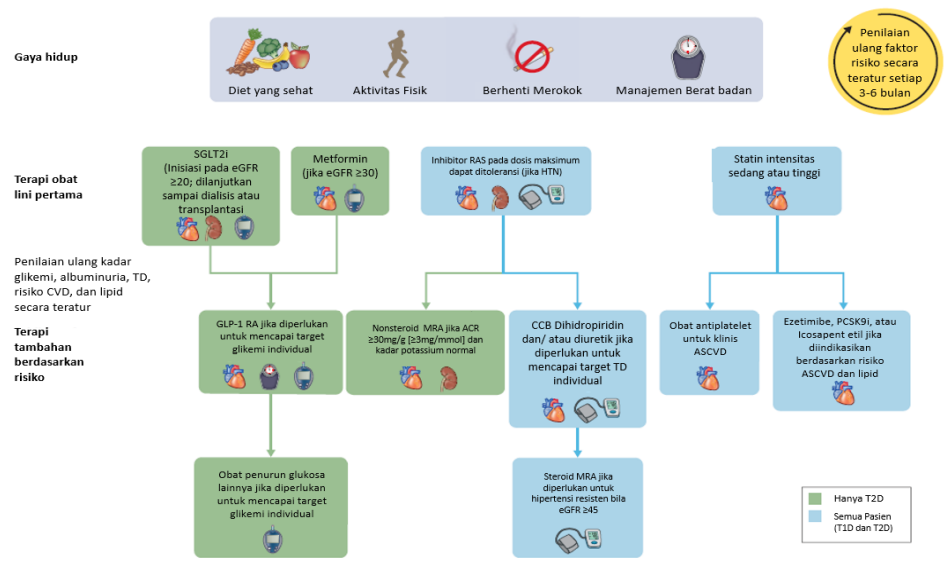 Gaya hidup
Diet yang sehat
Aktivitas Fisik
Berhenti Merokok
Manajemen Berat badan
Penilaian
ulang faktor
risiko secara
teratur setiap
3-6 bulan
Terapi obat
lini pertama
SGLT2i
(Inisiasi pada eGFR
≥20; dilanjutkan
sampai dialisis atau
transplantasi
Metformin
(jika eGFR ≥30)
Inhibitor RAS pada dosis maksimum
dapat ditoleransi (jika HTN)
Statin intensitas
sedang atau tinggi
Penilaian ulang kadar
glikemi, albuminuria, TD,
risiko CVD, dan lipid
secara teratur
Terapi
tambahan
berdasarkan
risiko
GLP-1 RA jika diperlukan
untuk mencapai target
glikemi individual
Nonsteroid MRA jika ACR
≥30mg/g [≥3mg/mmol] dan
kadar potassium normal
CCB Dihidropiridin
dan/ atau diuretik jika
diperlukan untuk
mencapai target TD
individual
Obat antiplatelet
untuk klinis
ASCVD
Ezetimibe, PCSK9i, atau
Icosapent etil jika
diindikasikan
berdasarkan risiko
ASCVD dan lipid
Obat penurun glukosa
lainnya jika diperlukan
untuk mencapai target
glikemi individual
Steroid MRA jika
diperlukan untuk
hipertensi resisten bila
eGFR ≥45
Hanya T2D
Semua Pasien
(T1D dan T2D)